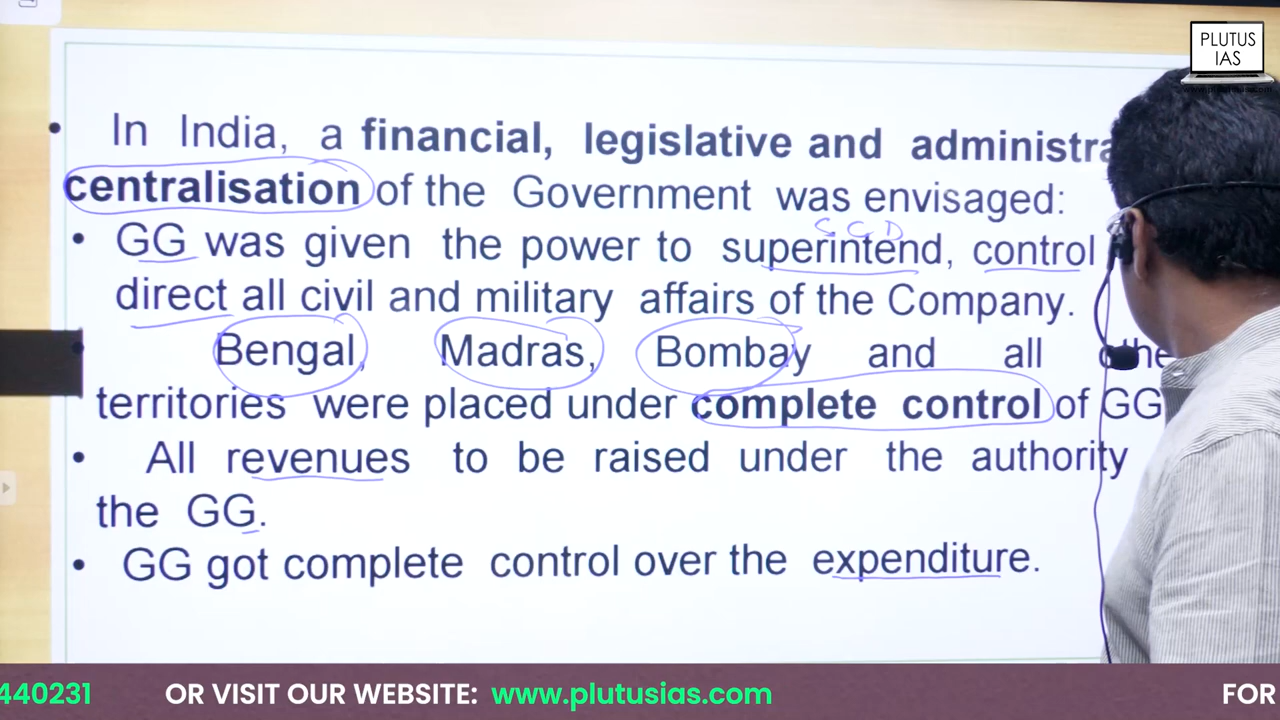 PLUTUS
IAS
In India, a financial, legislative and administra
centralisation of the Government was envisaged:
GG was given the power to superintend, control
direct all civil and military affairs of the Company.
Bengal, Madras, Bombay and all othe
territories were placed under complete control of GG
All revenues to be raised under the authority
the GG.
GG got complete control over the expenditure.
440231 OR VISIT OUR WEBSITE: www.plutusias.com FOR